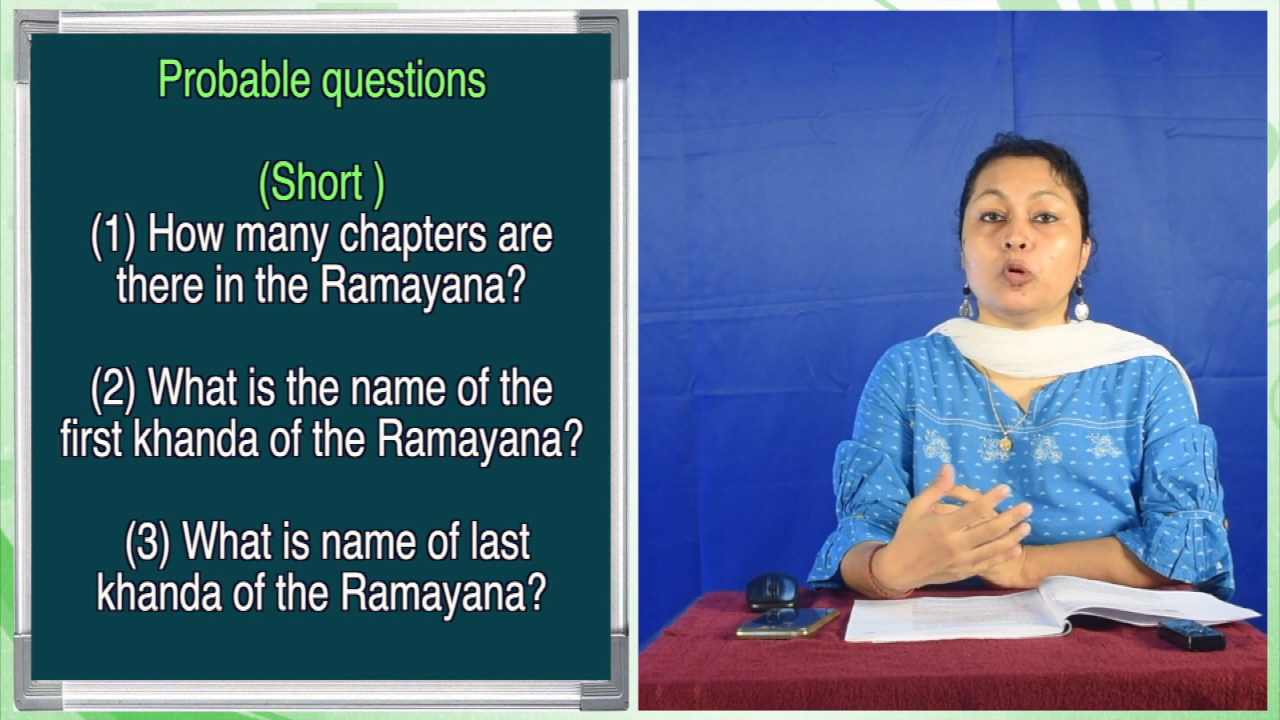 Probable questions
(Short )
(1) How many chapters are
there in the Ramayana?
(2) What is the name of the
first khanda of the Ramayana?
(3) What is name of last
khanda of the Ramayana?